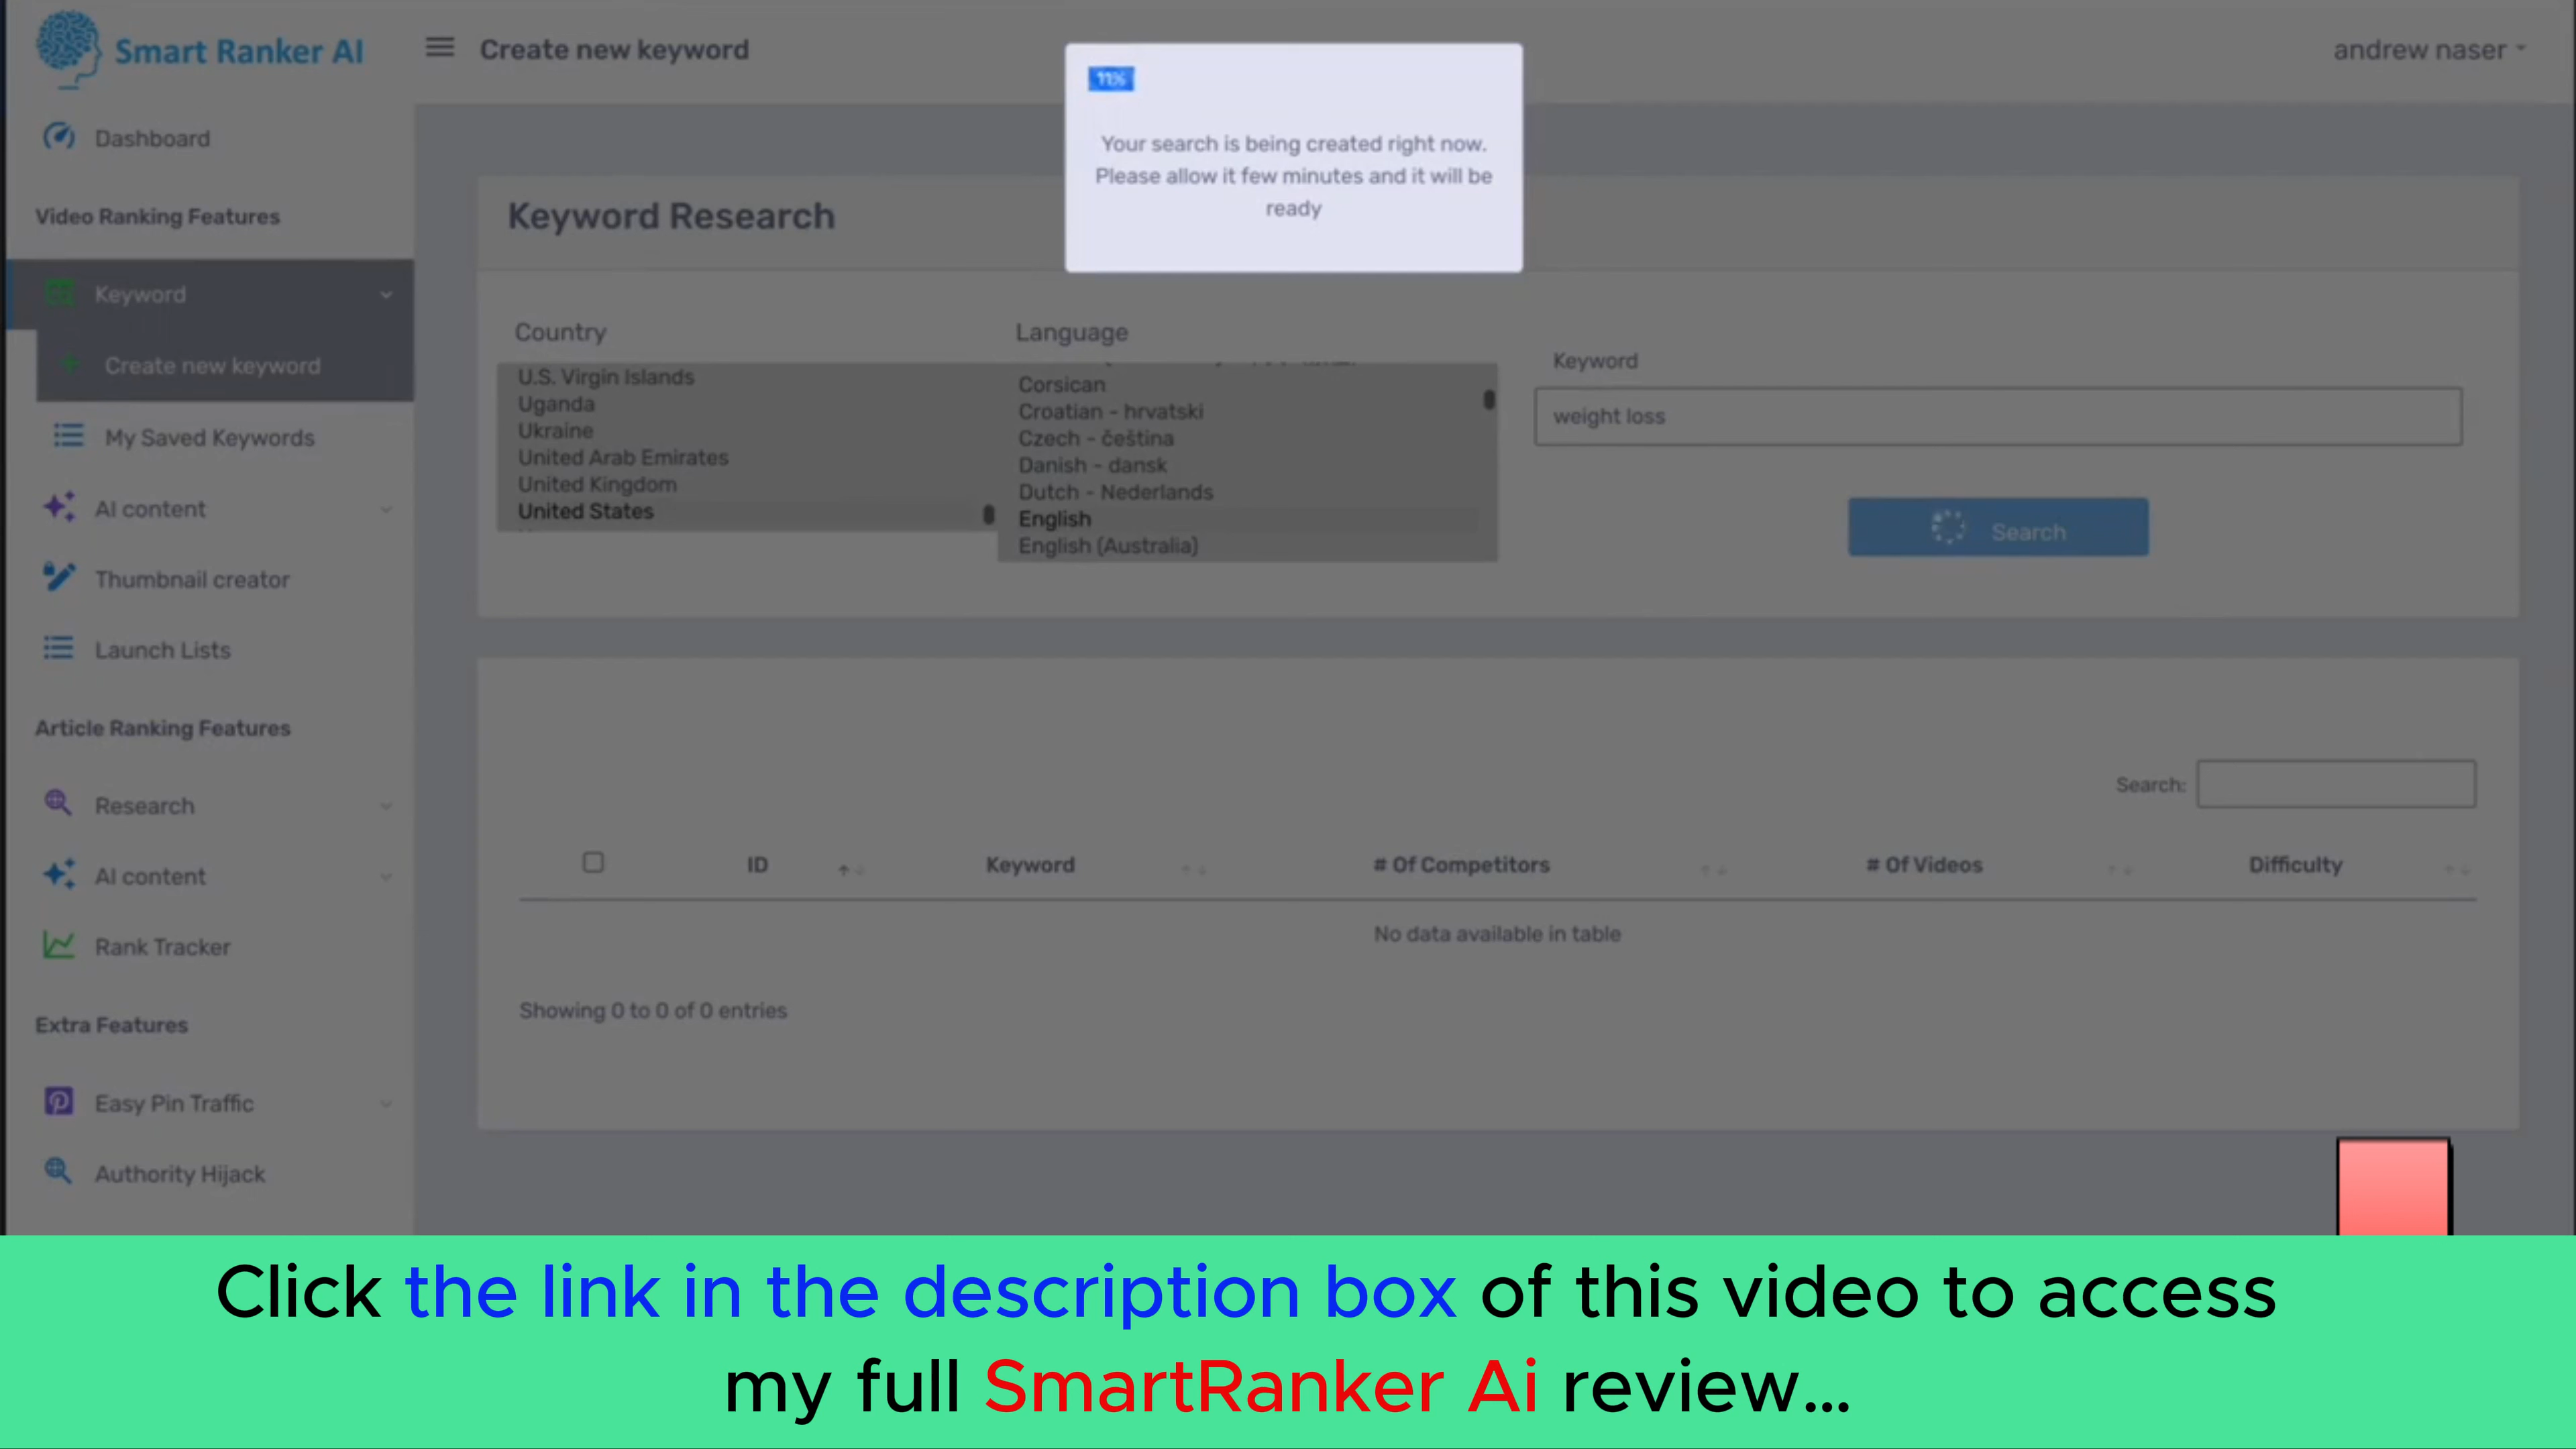 Smart Ranker AI
Create new keyword
andrew naser
11%
Your search is being created right now.
Please allow it few minutes and it will be
ready
Dashboard
Video Ranking Features
Keyword
Create new keyword
My Saved Keywords
AI content
Thumbnail creator
Launch Lists
Article Ranking Features
Research
AI content
Rank Tracker
Extra Features
Easy Pin Traffic
Authority Hijack
Keyword Research
Country
U.S. Virgin Islands
Uganda
Ukraine
United Arab Emirates
United Kingdom
United States
Language
Corsican
Croatian - hrvatski
Czech - čeština
Danish - dansk
Dutch - Nederlands
English
English (Australia)
Keyword
weight loss
Search
Search:
ID Keyword # Of Competitors # Of Videos Difficulty
No data available in table
Showing 0 to 0 of 0 entries
Click the link in the description box of this video to access
my full SmartRanker Ai review...